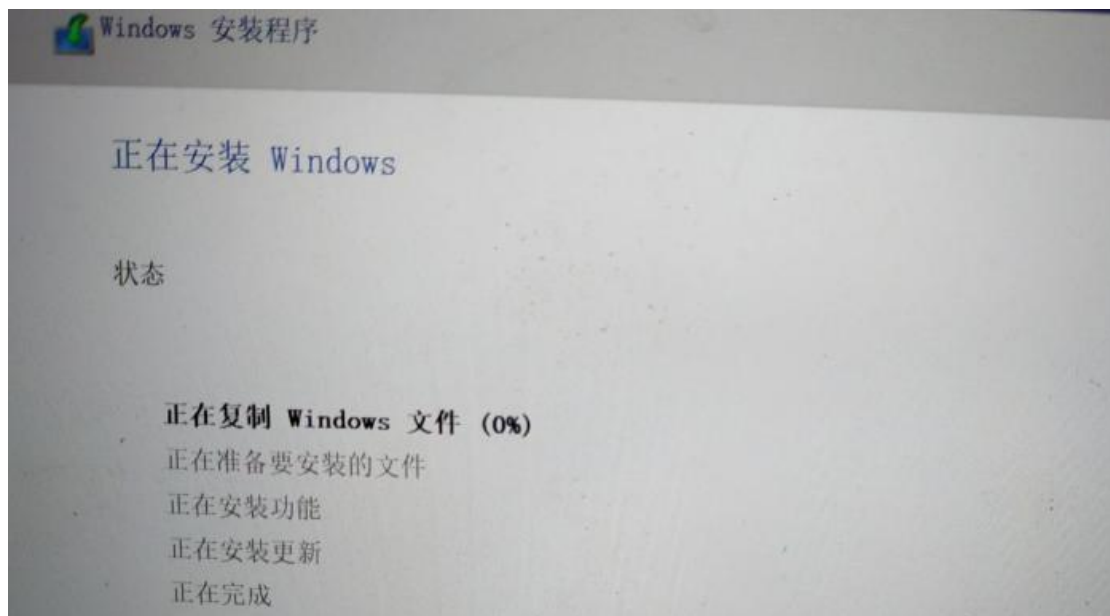 Windows 安装程序
正在安装 Windows
状态
正在复制 Windows 文件 (0%)
正在准备要安装的文件
正在安装功能
正在安装更新
正在完成